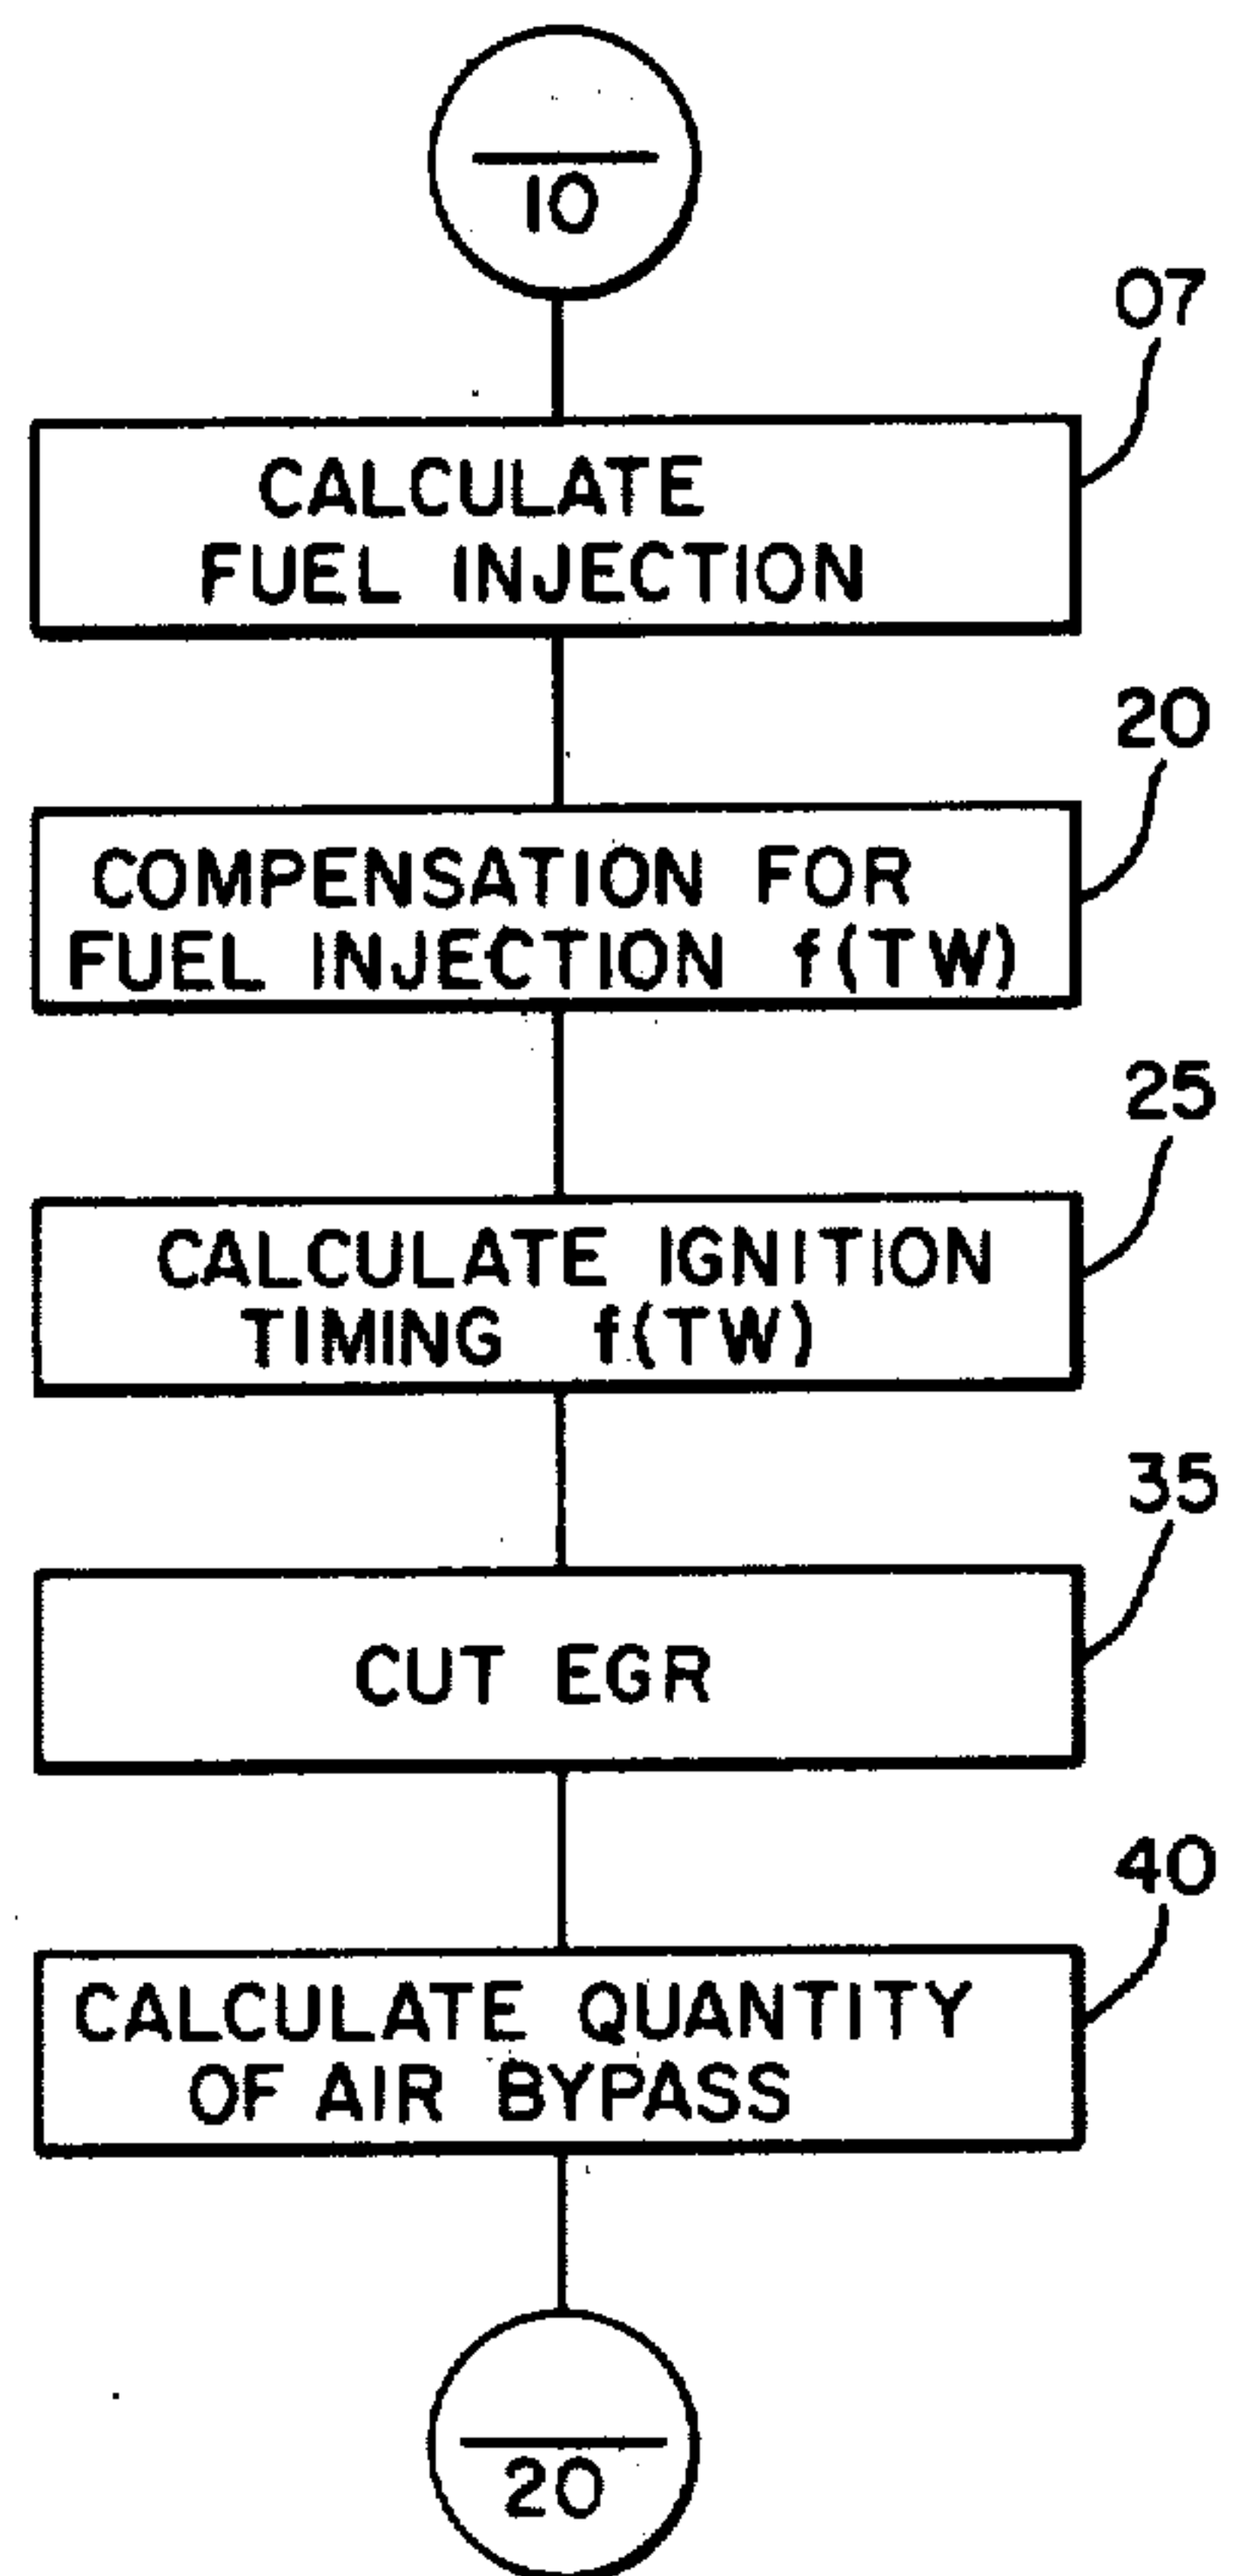 10
07
CALCULATE
FUEL INJECTION
20
COMPENSATION FOR
FUEL INJECTION f(TW)
25
CALCULATE IGNITION
TIMING f(TW)
35
CUT EGR
40
CALCULATE QUANTITY
OF AIR BYPASS
20